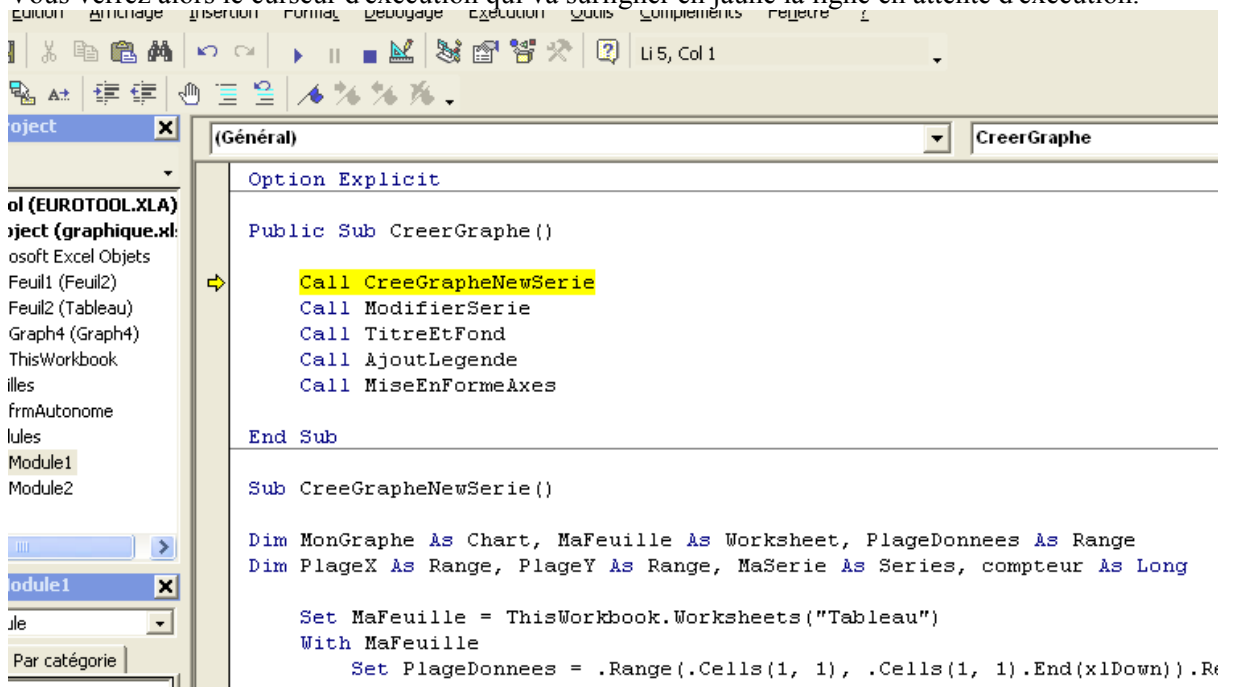 Vous verrez alors le curseur d'exécution qui va surligner en jaune la ligne en attente d'exécution.
Edition Affichage Insertion Format Débogage Exécution Outils Compléments Fenêtre ?
Li 5, Col 1
roject
(Général)
CreerGraphe
ol (EUROTOOL.XLA)
oject (graphique.xl
osoft Excel Objets
Feuil1 (Feuil2)
Feuil2 (Tableau)
Graph4 (Graph4)
ThisWorkbook
illes
frmAutonome
lules
Module1
Module2
Module1
ule
Par catégorie
Option Explicit
Public Sub CreerGraphe()
Call CreeGrapheNewSerie
Call ModifierSerie
Call TitreEtFond
Call AjoutLegende
Call MiseEnFormeAxes
End Sub
Sub CreeGrapheNewSerie()
Dim MonGraphe As Chart, MaFeuille As Worksheet, PlageDonnees As Range
Dim PlageX As Range, PlageY As Range, MaSerie As Series, compteur As Long
Set MaFeuille = ThisWorkbook.Worksheets("Tableau")
With MaFeuille
Set PlageDonnees = .Range(.Cells(1, 1), .Cells(1, 1).End(xlDown)).Re